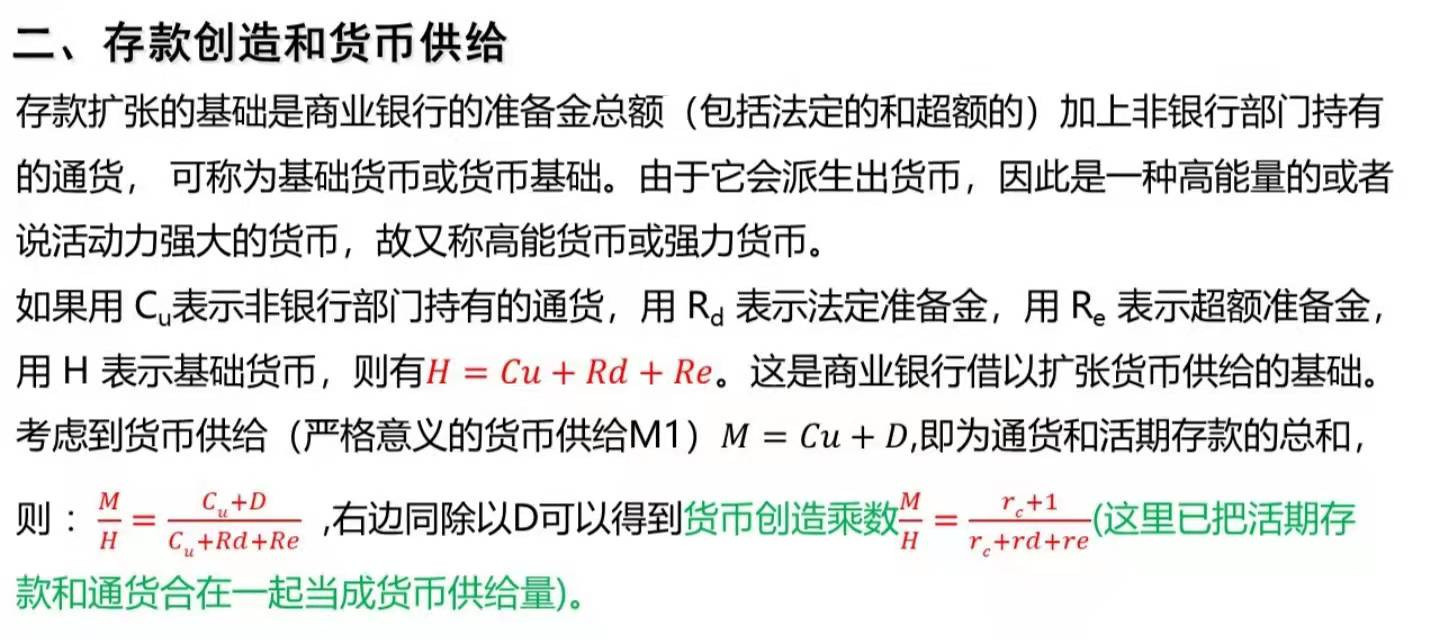 二、存款创造和货币供给
存款扩张的基础是商业银行的准备金总额（包括法定的和超额的）加上非银行部门持有
的通货， 可称为基础货币或货币基础。由于它会派生出货币，因此是一种高能量的或者
说活动力强大的货币，故又称高能货币或强力货币。
如果用 Cu表示非银行部门持有的通货，用 Rd 表示法定准备金，用 Re 表示超额准备金，
用 H 表示基础货币，则有H = Cu + Rd + Re。这是商业银行借以扩张货币供给的基础。
考虑到货币供给（严格意义的货币供给M1）M = Cu + D,即为通货和活期存款的总和，
则：M/H = (Cu+D)/(Cu+Rd+Re) ,右边同除以D可以得到货币创造乘数M/H = (rc+1)/(rc+rd+re)(这里已把活期存
款和通货合在一起当成货币供给量)。